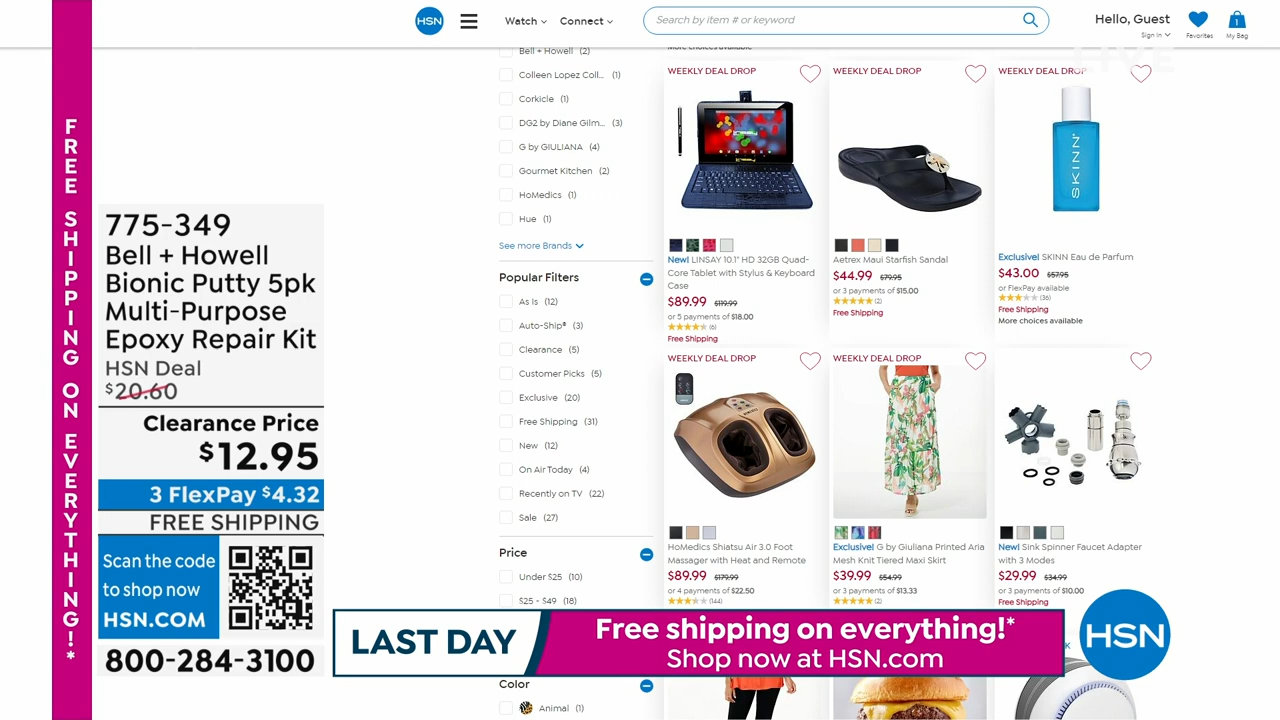 HSN
Watch
Connect
Search by item # or keyword
Hello, Guest
Sign in
Favorites
1
My Bag
LIVE
FREE SHIPPING ON EVERYTHING!*
775-349
Bell + Howell
Bionic Putty 5pk
Multi-Purpose
Epoxy Repair Kit
HSN Deal
$20.60
Clearance Price
$12.95
3 FlexPay $4.32
FREE SHIPPING
Scan the code
to shop now
HSN.COM
800-284-3100
Bell + Howell (2)
Colleen Lopez Coll... (1)
Corkicle (1)
DG2 by Diane Gilm... (3)
G by GIULIANA (4)
Gourmet Kitchen (2)
HoMedics (1)
Hue (1)
See more Brands
Popular Filters
As Is (12)
Auto-Ship® (3)
Clearance (5)
Customer Picks (5)
Exclusive (20)
Free Shipping (31)
New (12)
On Air Today (4)
Recently on TV (22)
Sale (27)
Price
Under $25 (10)
$25 - $49 (18)
Color
Animal (1)
More choices available
WEEKLY DEAL DROP
New! LINSAY 10.1" HD 32GB Quad-
Core Tablet with Stylus & Keyboard
Case
$89.99 $119.99
or 5 payments of $18.00
(6)
Free Shipping
WEEKLY DEAL DROP
Aetrex Maui Starfish Sandal
$44.99 $79.95
or 3 payments of $15.00
(2)
Free Shipping
WEEKLY DEAL DROP
SKINN
Exclusive! SKINN Eau de Parfum
$43.00 $57.95
or FlexPay available
(36)
Free Shipping
More choices available
WEEKLY DEAL DROP
HoMedics Shiatsu Air 3.0 Foot
Massager with Heat and Remote
$89.99 $179.99
or 4 payments of $22.50
(144)
WEEKLY DEAL DROP
Exclusive! G by Giuliana Printed Aria
Mesh Knit Tiered Maxi Skirt
$39.99 $54.99
or 3 payments of $13.33
(2)
New! Sink Spinner Faucet Adapter
with 3 Modes
$29.99 $34.99
or 3 payments of $10.00
Free Shipping
LAST DAY
Free shipping on everything!*
Shop now at HSN.com
HSN